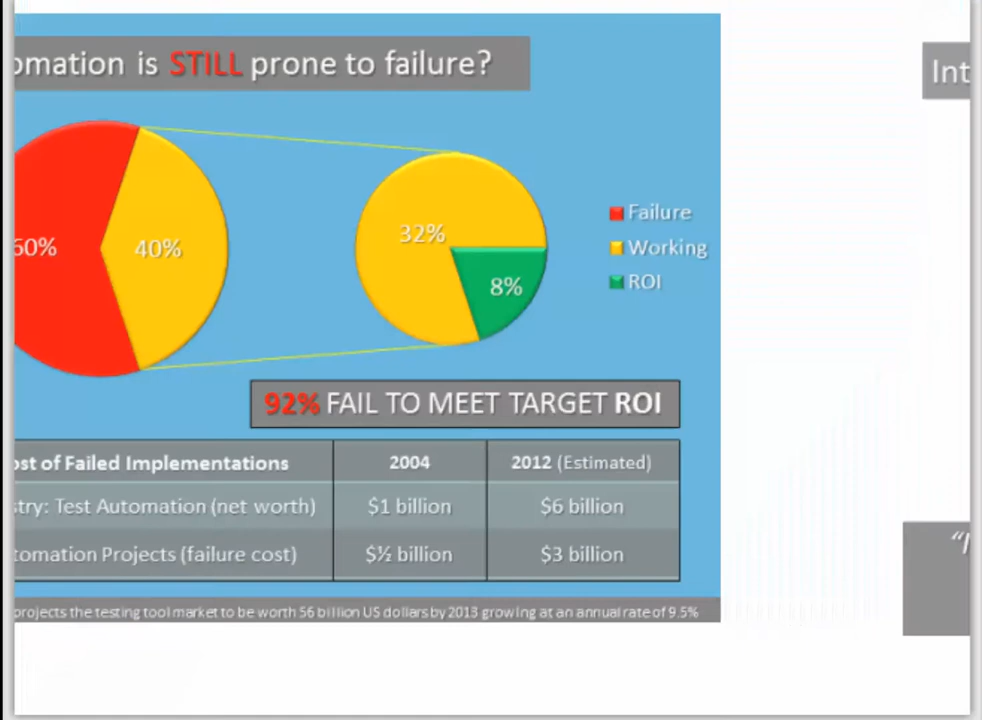 omation is STILL prone to failure?
Int
60%
40%
32%
8%
Failure
Working
ROI
92% FAIL TO MEET TARGET ROI
ost of Failed Implementations 2004 2012 (Estimated)
stry: Test Automation (net worth) $1 billion $6 billion
tomation Projects (failure cost) $½ billion $3 billion
projects the testing tool market to be worth 56 billion US dollars by 2013 growing at an annual rate of 9.5%